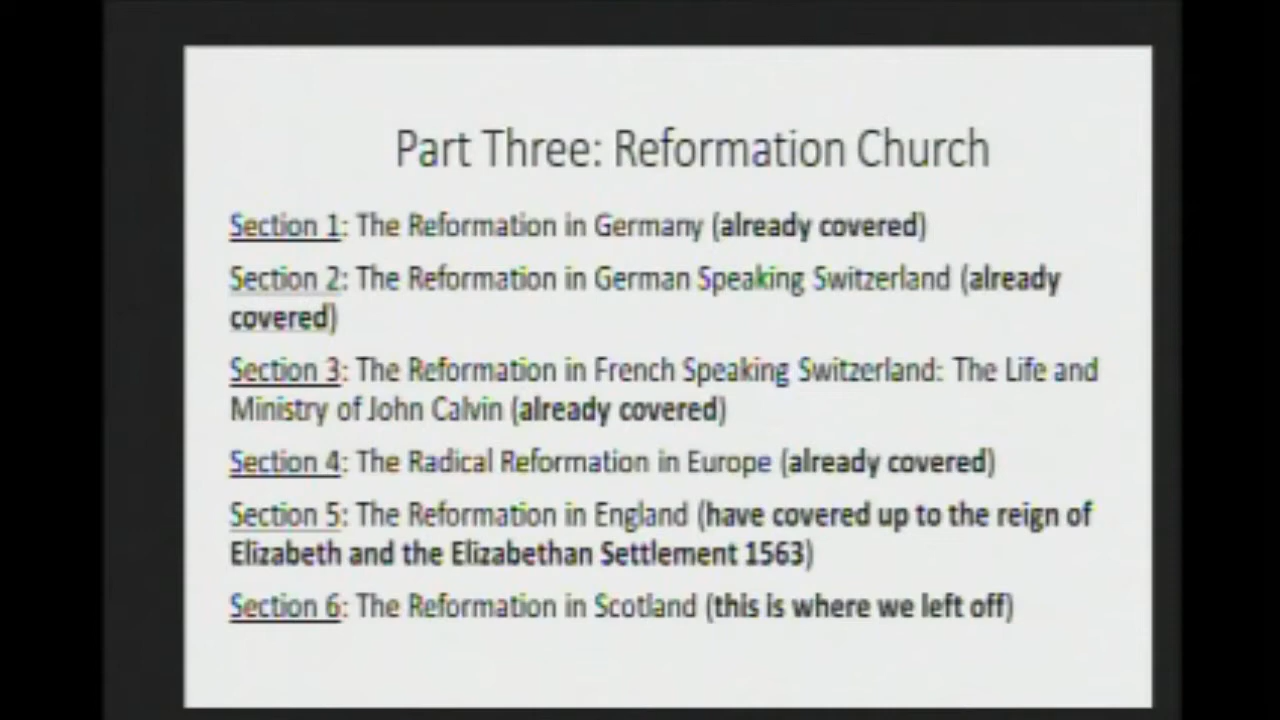 Part Three: Reformation Church
Section 1: The Reformation in Germany (already covered)
Section 2: The Reformation in German Speaking Switzerland (already
covered)
Section 3: The Reformation in French Speaking Switzerland: The Life and
Ministry of John Calvin (already covered)
Section 4: The Radical Reformation in Europe (already covered)
Section 5: The Reformation in England (have covered up to the reign of
Elizabeth and the Elizabethan Settlement 1563)
Section 6: The Reformation in Scotland (this is where we left off)